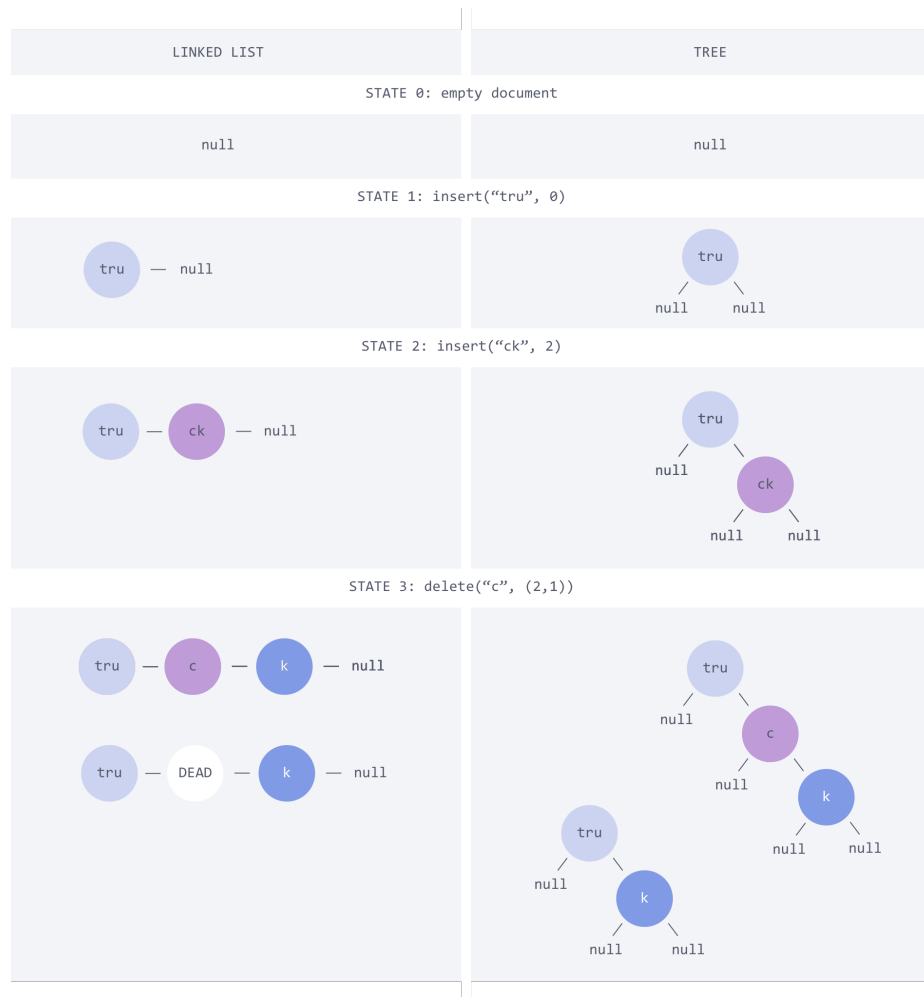 LINKED LIST
TREE
STATE 0: empty document
null
null
STATE 1: insert(“tru”, 0)
tru — null
tru
null null
STATE 2: insert(“ck”, 2)
tru — ck — null
tru
null
ck
null null
STATE 3: delete(“c”, (2,1))
tru — c — k — null
tru — DEAD — k — null
tru
null
c
null
k
null null
tru
null
k
null null